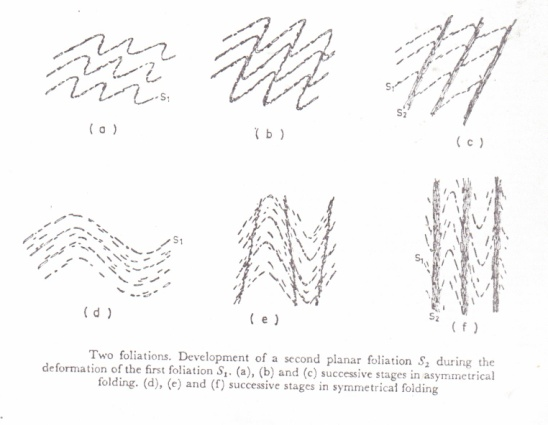 S₁
( a )
( b )
S₁
S₂
( c )
S₁
( d )
( e )
S₁
S₂
( f )
Two foliations. Development of a second planar foliation S₂ during the
deformation of the first foliation S₁. (a), (b) and (c) successive stages in asymmetrical
folding. (d), (e) and (f) successive stages in symmetrical folding